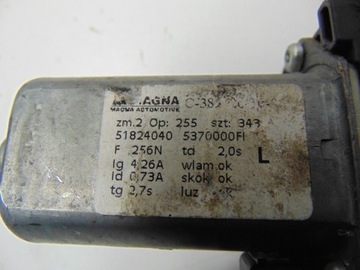 MAGNA
MAGNA AUTOMOTIVE
zm.2 Op: 255 szt: 343
51824040 5370000FI
F 256N td 2,0s
Ig 4,26A wlam.ok
Id 0,73A skok ok
tg 2,7s luz
L